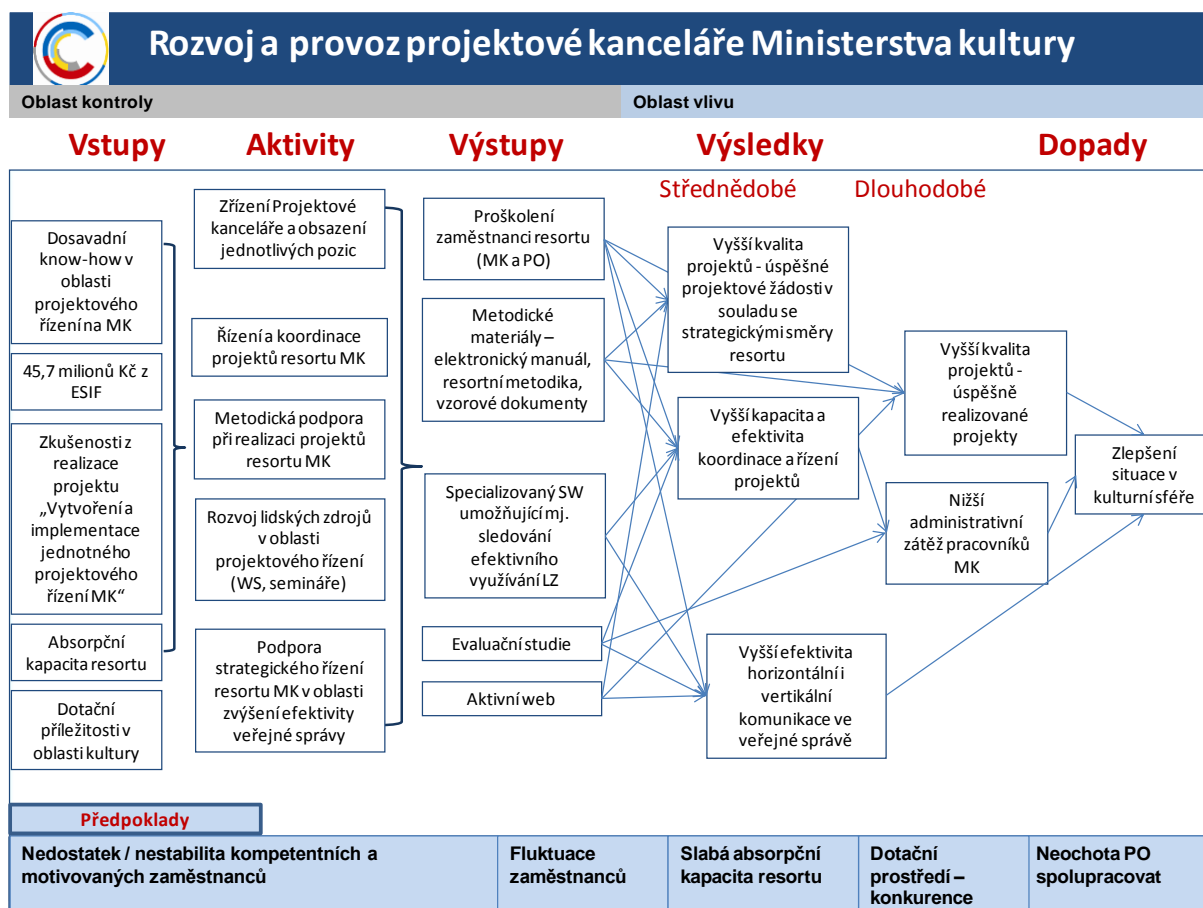 Rozvoj a provoz projektové kanceláře Ministerstva kultury
Oblast kontroly
Oblast vlivu
Vstupy
Aktivity
Výstupy
Výsledky
Dopady
Střednědobé
Dlouhodobé
Dosavadní
know-how v
oblasti
projektového
řízení na MK
45,7 milionů Kč z
ESIF
Zkušenosti z
realizace
projektu
„Vytvoření a
implementace
jednotného
projektového
řízení MK“
Absorpční
kapacita resortu
Dotační
příležitosti v
oblasti kultury
Zřízení Projektové
kanceláře a obsazení
jednotlivých pozic
Řízení a koordinace
projektů resortu MK
Metodická podpora
při realizaci projektů
resortu MK
Rozvoj lidských zdrojů
v oblasti
projektového řízení
(WS, semináře)
Podpora
strategického řízení
resortu MK v oblasti
zvýšení efektivity
veřejné správy
Proškolení
zaměstnanci resortu
(MK a PO)
Metodické
materiály –
elektronický manuál,
resortní metodika,
vzorové dokumenty
Specializovaný SW
umožňující mj.
sledování
efektivního
využívání LZ
Evaluační studie
Aktivní web
Vyšší kvalita
projektů - úspěšné
projektové žádosti v
souladu se
strategickými směry
resortu
Vyšší kapacita a
efektivita
koordinace a řízení
projektů
Vyšší efektivita
horizontální i
vertikální
komunikace ve
veřejné správě
Vyšší kvalita
projektů -
úspěšně
realizované
projekty
Nižší
administrativní
zátěž pracovníků
MK
Zlepšení
situace v
kulturní sféře
Předpoklady
Nedostatek / nestabilita kompetentních a
motivovaných zaměstnanců
Fluktuace
zaměstnanců
Slabá absorpční
kapacita resortu
Dotační
prostředí –
konkurence
Neochota PO
spolupracovat